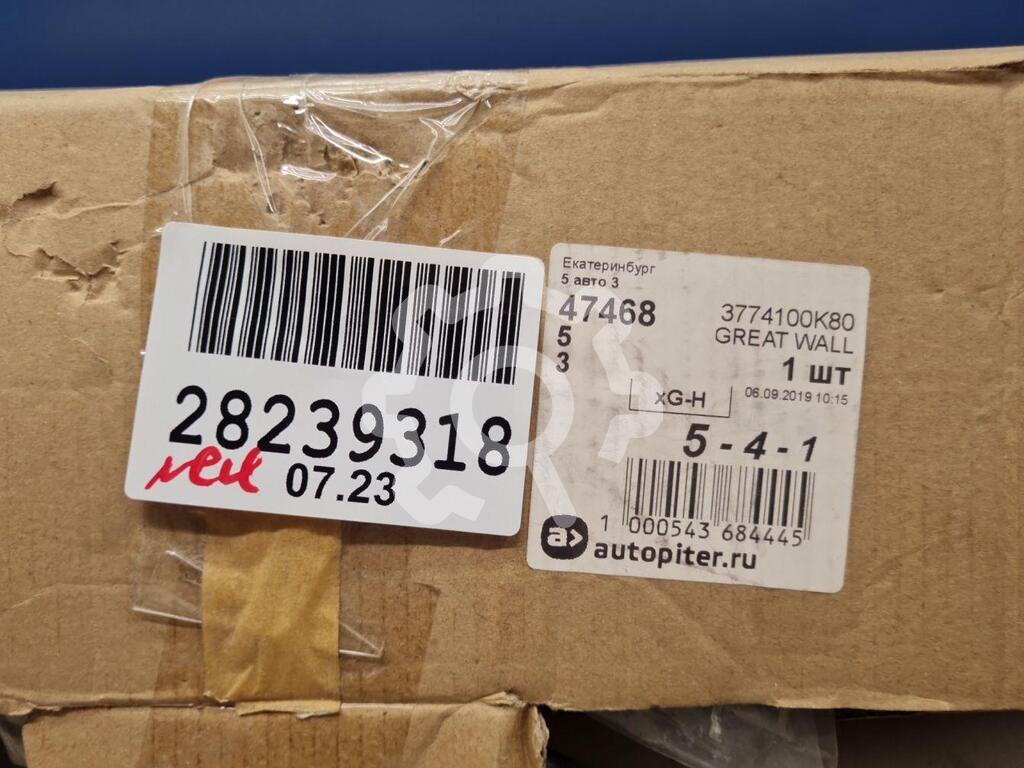 28239318
07.23
Екатеринбург
5 авто 3
47468
3774100K80
5
GREAT WALL
3
1 шт
xG-H
06.09.2019 10:15
5 - 4 - 1
1 000543 684445
a>
autopiter.ru